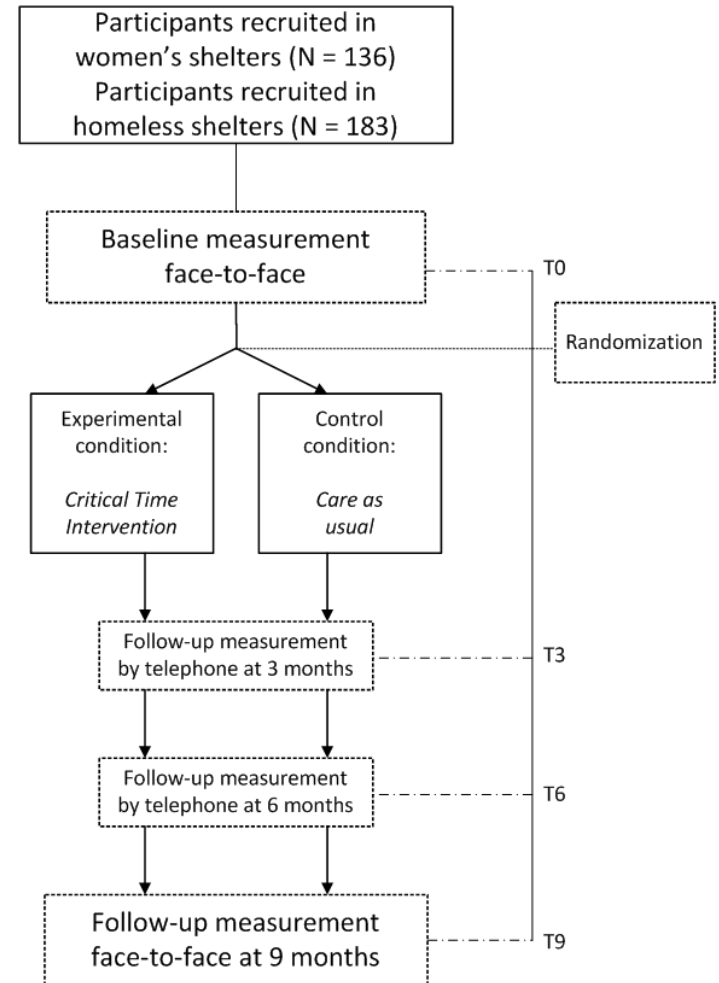 Participants recruited in
women’s shelters (N = 136)
Participants recruited in
homeless shelters (N = 183)
Baseline measurement
face-to-face
T0
Randomization
Experimental
condition:
Critical Time
Intervention
Control
condition:
Care as
usual
Follow-up measurement
by telephone at 3 months
T3
Follow-up measurement
by telephone at 6 months
T6
Follow-up measurement
face-to-face at 9 months
T9